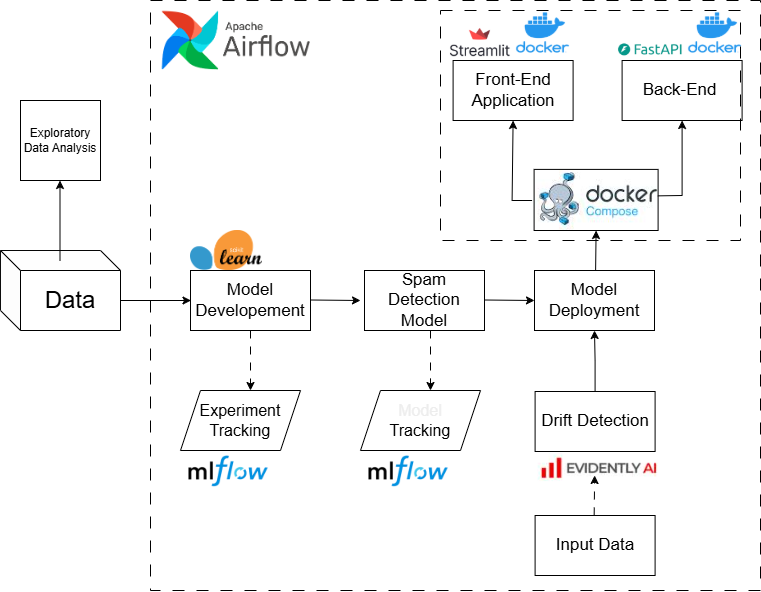 Apache
Airflow
Streamlit
docker
FastAPI
docker
Front-End
Application
Back-End
Exploratory
Data Analysis
docker
Compose
scikit
learn
Data
Model
Developement
Spam
Detection
Model
Model
Deployment
Experiment
Tracking
Model
Tracking
Drift Detection
mlflow
mlflow
EVIDENTLY AI
Input Data